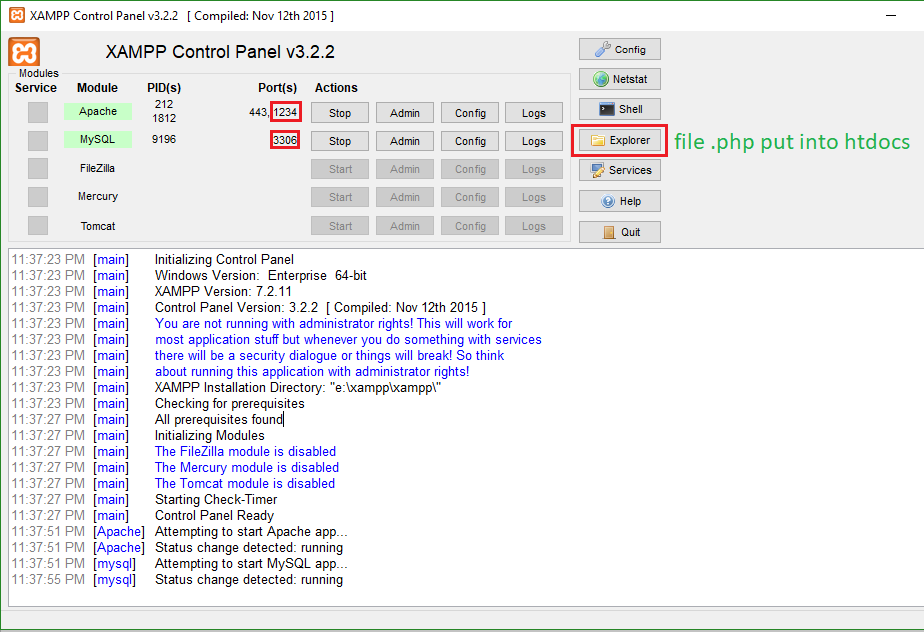 XAMPP Control Panel v3.2.2 [ Compiled: Nov 12th 2015 ]
XAMPP Control Panel v3.2.2
Config
Modules
Service Module PID(s) Port(s) Actions
Netstat
Apache 212 1812 443, 1234 Stop Admin Config Logs
Shell
MySQL 9196 3306 Stop Admin Config Logs
Explorer file .php put into htdocs
FileZilla Start Admin Config Logs
Services
Mercury Start Admin Config Logs
Help
Tomcat Start Admin Config Logs
Quit
11:37:23 PM [main] Initializing Control Panel
11:37:23 PM [main] Windows Version: Enterprise 64-bit
11:37:23 PM [main] XAMPP Version: 7.2.11
11:37:23 PM [main] Control Panel Version: 3.2.2 [ Compiled: Nov 12th 2015 ]
11:37:23 PM [main] You are not running with administrator rights! This will work for
11:37:23 PM [main] most application stuff but whenever you do something with services
11:37:23 PM [main] there will be a security dialogue or things will break! So think
11:37:23 PM [main] about running this application with administrator rights!
11:37:23 PM [main] XAMPP Installation Directory: "e:\xampp\xampp\"
11:37:23 PM [main] Checking for prerequisites
11:37:27 PM [main] All prerequisites found
11:37:27 PM [main] Initializing Modules
11:37:27 PM [main] The FileZilla module is disabled
11:37:27 PM [main] The Mercury module is disabled
11:37:27 PM [main] The Tomcat module is disabled
11:37:27 PM [main] Starting Check-Timer
11:37:27 PM [main] Control Panel Ready
11:37:51 PM [Apache] Attempting to start Apache app...
11:37:51 PM [Apache] Status change detected: running
11:37:51 PM [mysql] Attempting to start MySQL app...
11:37:55 PM [mysql] Status change detected: running